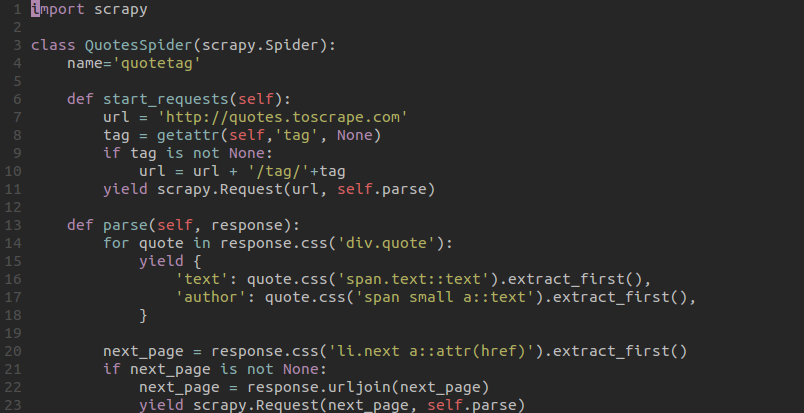 1 import scrapy
2
3 class QuotesSpider(scrapy.Spider):
4     name='quotetag'
5
6     def start_requests(self):
7         url = 'http://quotes.toscrape.com'
8         tag = getattr(self,'tag', None)
9         if tag is not None:
10             url = url + '/tag/'+tag
11         yield scrapy.Request(url, self.parse)
12
13     def parse(self, response):
14         for quote in response.css('div.quote'):
15             yield {
16                 'text': quote.css('span.text::text').extract_first(),
17                 'author': quote.css('span small a::text').extract_first(),
18             }
19
20         next_page = response.css('li.next a::attr(href)').extract_first()
21         if next_page is not None:
22             next_page = response.urljoin(next_page)
23             yield scrapy.Request(next_page, self.parse)